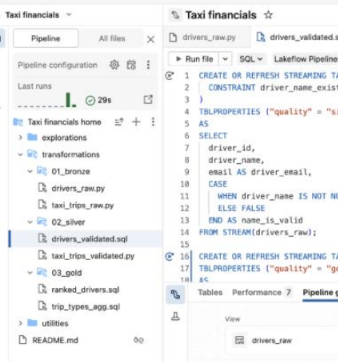 Taxi financials
Taxi financials
Pipeline
All files
drivers_raw.py
drivers_validated.s
Run file
SQL
Lakeflow Pipeline
Pipeline configuration
Last runs
29s
Taxi financials home
explorations
transformations
01_bronze
drivers_raw.py
taxi_trips_raw.py
02_silver
drivers_validated.sql
taxi_trips_validated.py
03_gold
ranked_drivers.sql
trip_types_agg.sql
utilities
README.md
1 CREATE OR REFRESH STREAMING TA
2 CONSTRAINT driver_name_exist
3 )
4 TBLPROPERTIES ("quality" = "si
5 AS
6 SELECT
7 driver_id,
8 driver_name,
9 email AS driver_email,
10 CASE
11 WHEN driver_name IS NOT NU
12 ELSE FALSE
13 END AS name_is_valid
14 FROM STREAM(drivers_raw);
15
16 CREATE OR REFRESH STREAMING TA
17 TBLPROPERTIES ("quality" = "go
18 AS
Tables
Performance 7
Pipeline g
View
drivers_raw